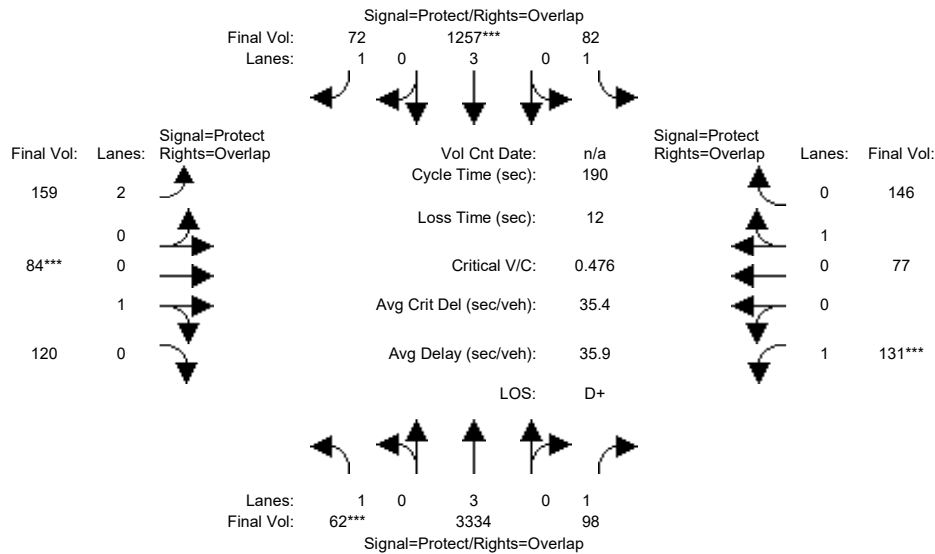 Signal=Protect/Rights=Overlap
Final Vol: 72 1257*** 82
Lanes: 1 0 3 0 1
Signal=Protect
Final Vol: Lanes: Rights=Overlap
Vol Cnt Date: n/a
Signal=Protect
Rights=Overlap Lanes: Final Vol:
Cycle Time (sec): 190
159 2
0 146
Loss Time (sec): 12
0
1
84*** 0
Critical V/C: 0.476
0 77
1
Avg Crit Del (sec/veh): 35.4
0
120 0
Avg Delay (sec/veh): 35.9
1 131***
LOS: D+
Lanes: 1 0 3 0 1
Final Vol: 62*** 3334 98
Signal=Protect/Rights=Overlap